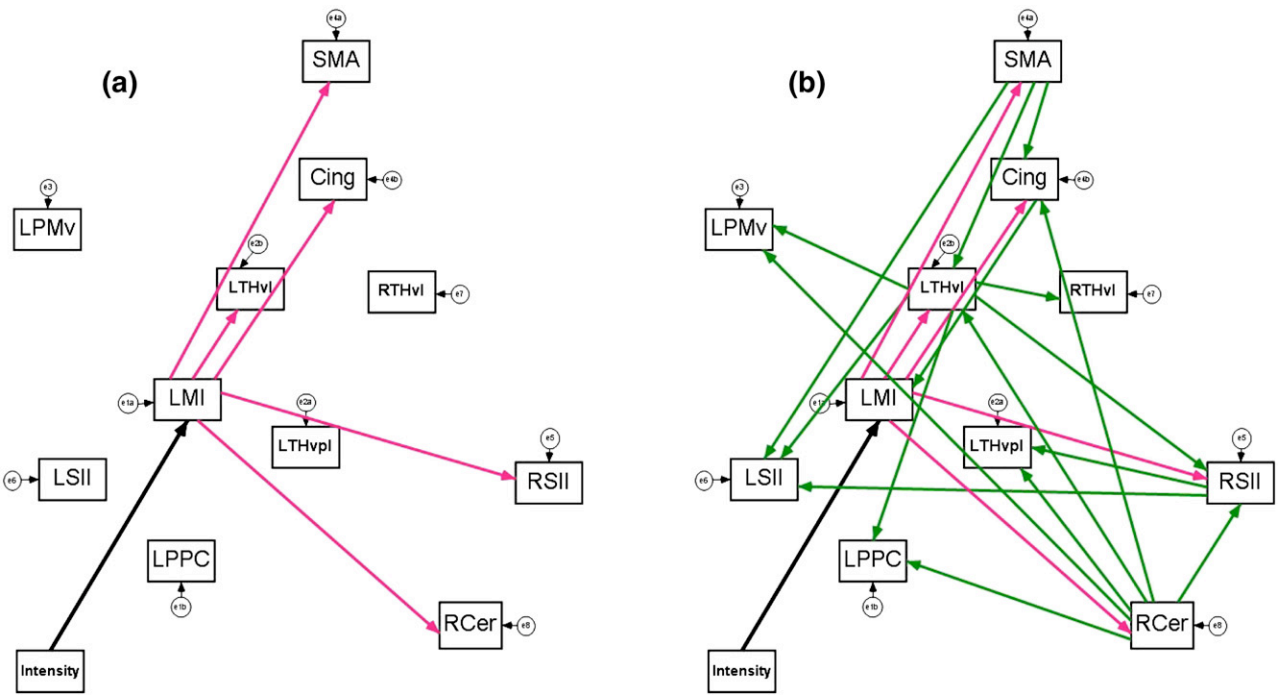 e4a
SMA
(a)
Cing
e4b
e3
LPMv
e2b
LTHvl
RTHvl
e7
LMI
e1a
e2a
LTHvpl
e5
LSII
e6
RSII
LPPC
e1b
RCer
e8
Intensity
e4a
SMA
(b)
Cing
e4b
e3
LPMv
e2b
LTHvl
RTHvl
e7
LMI
e1a
e2a
LTHvpl
e5
LSII
e6
RSII
LPPC
e1b
RCer
e8
Intensity